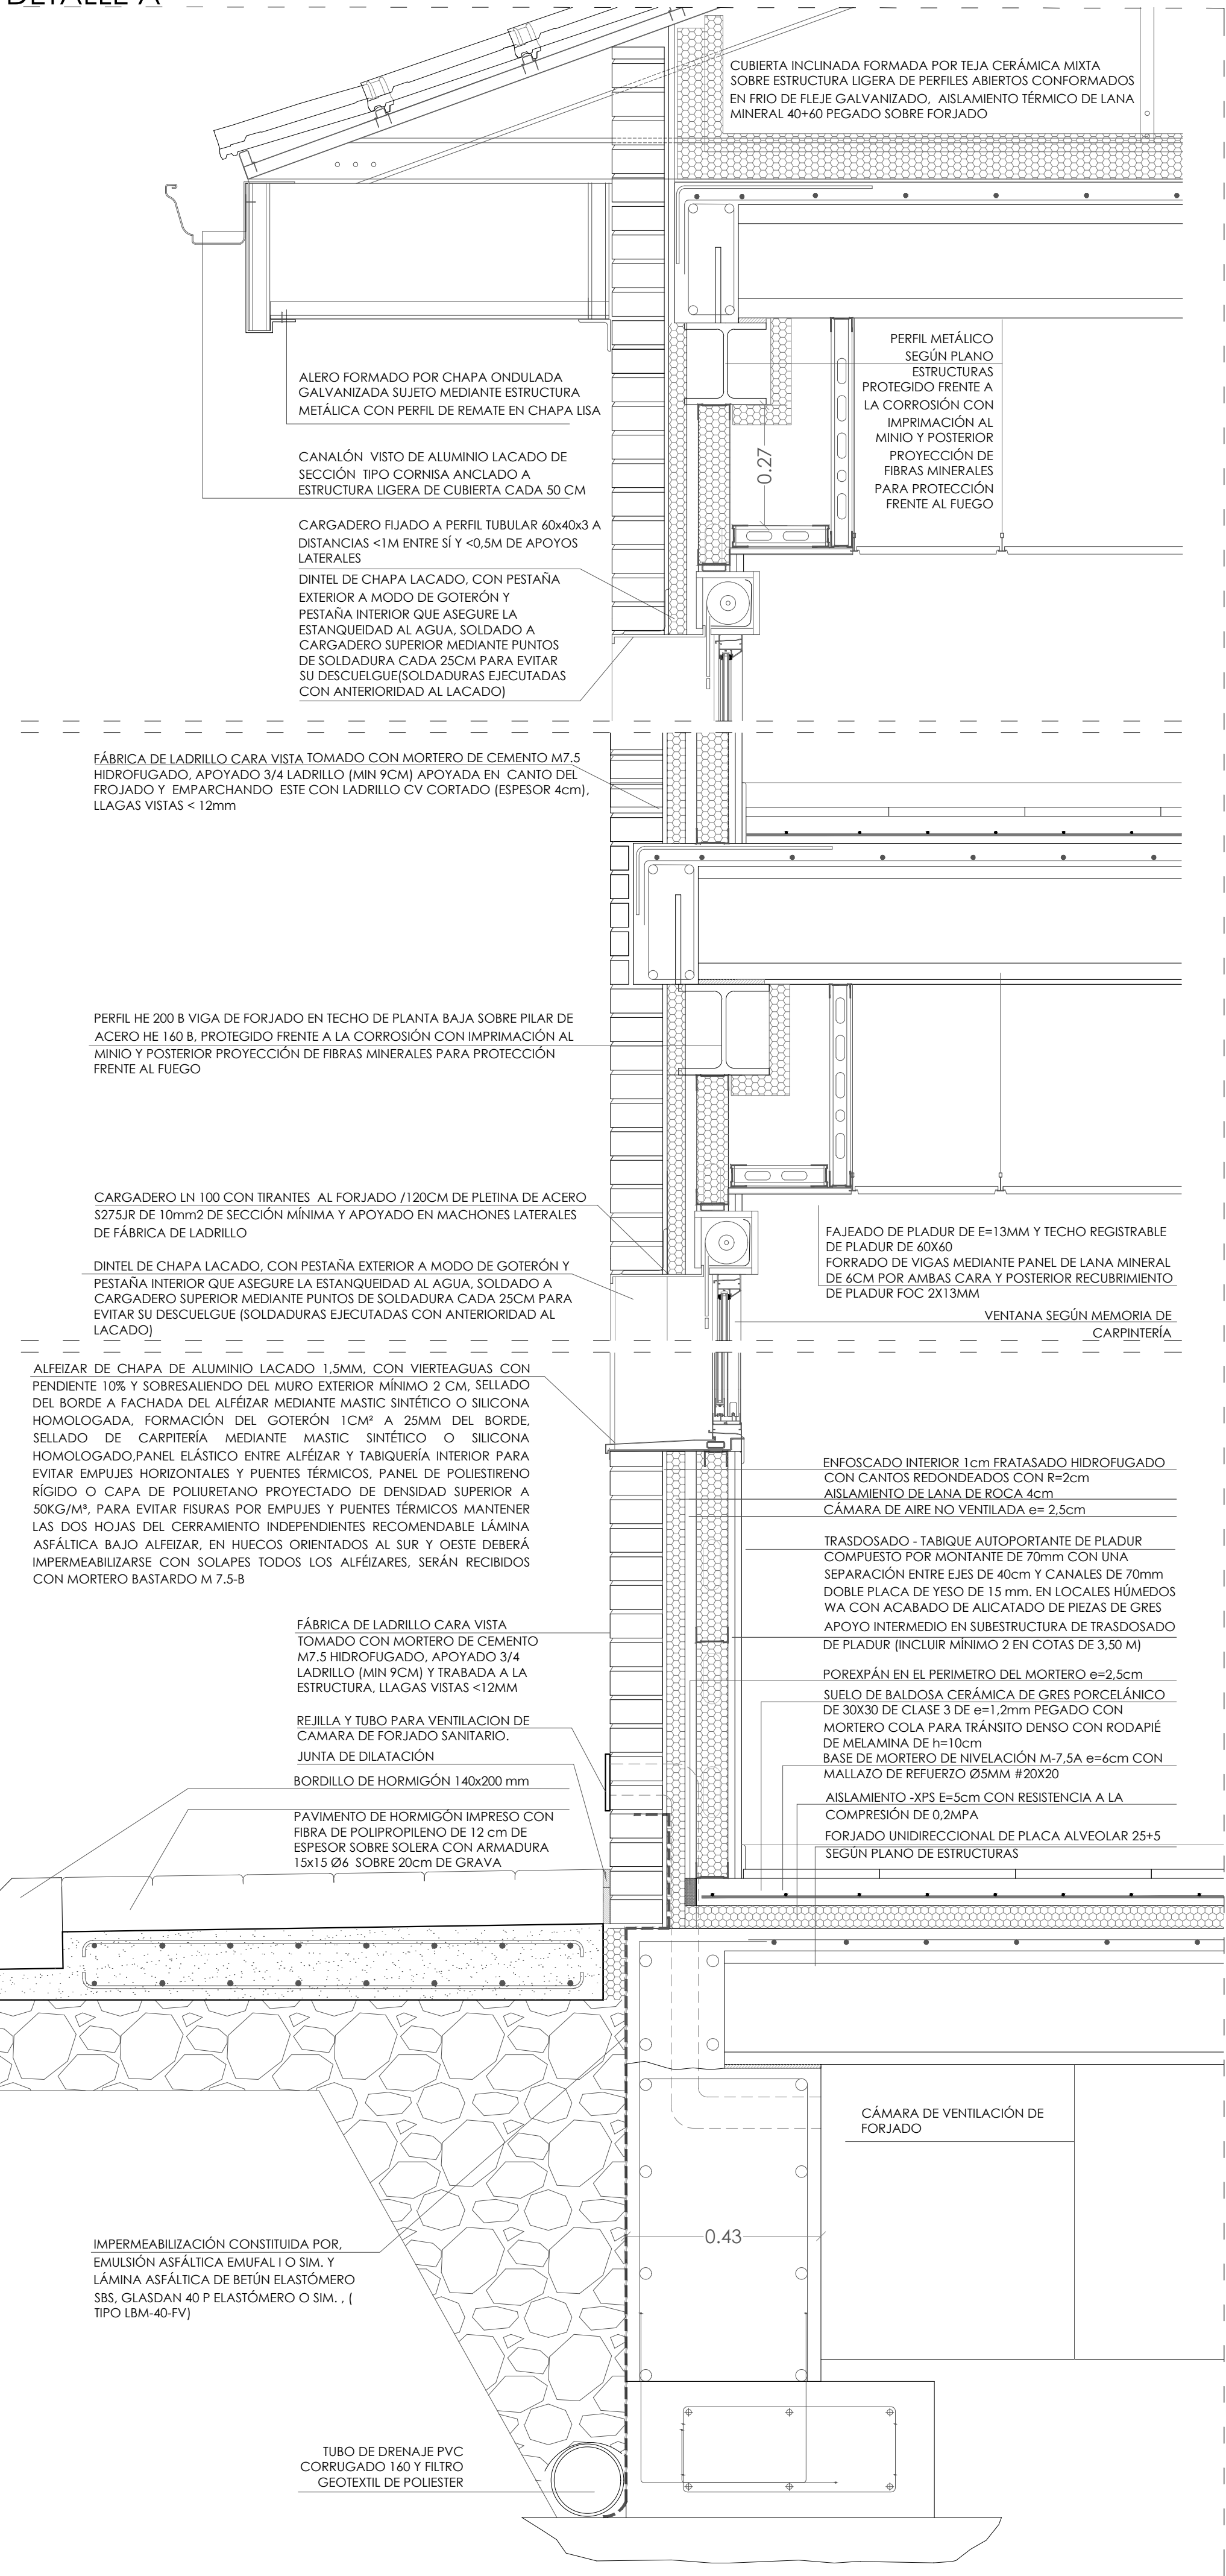 DETALLE A
CUBIERTA INCLINADA FORMADA POR TEJA CERÁMICA MIXTA
SOBRE ESTRUCTURA LIGERA DE PERFILES ABIERTOS CONFORMADOS
EN FRIO DE FLEJE GALVANIZADO, AISLAMIENTO TÉRMICO DE LANA
MINERAL 40+60 PEGADO SOBRE FORJADO
PERFIL METÁLICO
SEGÚN PLANO
ESTRUCTURAS
PROTEGIDO FRENTE A
LA CORROSIÓN CON
IMPRIMACIÓN AL
MINIO Y POSTERIOR
PROYECCIÓN DE
FIBRAS MINERALES
PARA PROTECCIÓN
FRENTE AL FUEGO
0.27
ALERO FORMADO POR CHAPA ONDULADA
GALVANIZADA SUJETO MEDIANTE ESTRUCTURA
METÁLICA CON PERFIL DE REMATE EN CHAPA LISA
CANALÓN VISTO DE ALUMINIO LACADO DE
SECCIÓN TIPO CORNISA ANCLADO A
ESTRUCTURA LIGERA DE CUBIERTA CADA 50 CM
CARGADERO FIJADO A PERFIL TUBULAR 60x40x3 A
DISTANCIAS <1M ENTRE SÍ Y <0,5M DE APOYOS
LATERALES
DINTEL DE CHAPA LACADO, CON PESTAÑA
EXTERIOR A MODO DE GOTERÓN Y
PESTAÑA INTERIOR QUE ASEGURE LA
ESTANQUEIDAD AL AGUA, SOLDADO A
CARGADERO SUPERIOR MEDIANTE PUNTOS
DE SOLDADURA CADA 25CM PARA EVITAR
SU DESCUELGUE(SOLDADURAS EJECUTADAS
CON ANTERIORIDAD AL LACADO)
FÁBRICA DE LADRILLO CARA VISTA TOMADO CON MORTERO DE CEMENTO M7.5
HIDROFUGADO, APOYADO 3/4 LADRILLO (MIN 9CM) APOYADA EN CANTO DEL
FROJADO Y EMPARCHANDO ESTE CON LADRILLO CV CORTADO (ESPESOR 4cm),
LLAGAS VISTAS < 12mm
PERFIL HE 200 B VIGA DE FORJADO EN TECHO DE PLANTA BAJA SOBRE PILAR DE
ACERO HE 160 B, PROTEGIDO FRENTE A LA CORROSIÓN CON IMPRIMACIÓN AL
MINIO Y POSTERIOR PROYECCIÓN DE FIBRAS MINERALES PARA PROTECCIÓN
FRENTE AL FUEGO
CARGADERO LN 100 CON TIRANTES AL FORJADO /120CM DE PLETINA DE ACERO
S275JR DE 10mm2 DE SECCIÓN MÍNIMA Y APOYADO EN MACHONES LATERALES
DE FÁBRICA DE LADRILLO
DINTEL DE CHAPA LACADO, CON PESTAÑA EXTERIOR A MODO DE GOTERÓN Y
PESTAÑA INTERIOR QUE ASEGURE LA ESTANQUEIDAD AL AGUA, SOLDADO A
CARGADERO SUPERIOR MEDIANTE PUNTOS DE SOLDADURA CADA 25CM PARA
EVITAR SU DESCUELGUE (SOLDADURAS EJECUTADAS CON ANTERIORIDAD AL
LACADO)
FAJEADO DE PLADUR DE E=13MM Y TECHO REGISTRABLE
DE PLADUR DE 60X60
FORRADO DE VIGAS MEDIANTE PANEL DE LANA MINERAL
DE 6CM POR AMBAS CARA Y POSTERIOR RECUBRIMIENTO
DE PLADUR FOC 2X13MM
VENTANA SEGÚN MEMORIA DE
CARPINTERÍA
ALFEIZAR DE CHAPA DE ALUMINIO LACADO 1,5MM, CON VIERTEAGUAS CON
PENDIENTE 10% Y SOBRESALIENDO DEL MURO EXTERIOR MÍNIMO 2 CM, SELLADO
DEL BORDE A FACHADA DEL ALFÉIZAR MEDIANTE MASTIC SINTÉTICO O SILICONA
HOMOLOGADA, FORMACIÓN DEL GOTERÓN 1CM² A 25MM DEL BORDE,
SELLADO DE CARPITERÍA MEDIANTE MASTIC SINTÉTICO O SILICONA
HOMOLOGADO,PANEL ELÁSTICO ENTRE ALFÉIZAR Y TABIQUERÍA INTERIOR PARA
EVITAR EMPUJES HORIZONTALES Y PUENTES TÉRMICOS, PANEL DE POLIESTIRENO
RÍGIDO O CAPA DE POLIURETANO PROYECTADO DE DENSIDAD SUPERIOR A
50KG/M³, PARA EVITAR FISURAS POR EMPUJES Y PUENTES TÉRMICOS MANTENER
LAS DOS HOJAS DEL CERRAMIENTO INDEPENDIENTES RECOMENDABLE LÁMINA
ASFÁLTICA BAJO ALFEIZAR, EN HUECOS ORIENTADOS AL SUR Y OESTE DEBERÁ
IMPERMEABILIZARSE CON SOLAPES TODOS LOS ALFÉIZARES, SERÁN RECIBIDOS
CON MORTERO BASTARDO M 7.5-B
ENFOSCADO INTERIOR 1cm FRATASADO HIDROFUGADO
CON CANTOS REDONDEADOS CON R=2cm
AISLAMIENTO DE LANA DE ROCA 4cm
CÁMARA DE AIRE NO VENTILADA e= 2,5cm
TRASDOSADO - TABIQUE AUTOPORTANTE DE PLADUR
COMPUESTO POR MONTANTE DE 70mm CON UNA
SEPARACIÓN ENTRE EJES DE 40cm Y CANALES DE 70mm
DOBLE PLACA DE YESO DE 15 mm. EN LOCALES HÚMEDOS
WA CON ACABADO DE ALICATADO DE PIEZAS DE GRES
APOYO INTERMEDIO EN SUBESTRUCTURA DE TRASDOSADO
DE PLADUR (INCLUIR MÍNIMO 2 EN COTAS DE 3,50 M)
POREXPÁN EN EL PERIMETRO DEL MORTERO e=2,5cm
SUELO DE BALDOSA CERÁMICA DE GRES PORCELÁNICO
DE 30X30 DE CLASE 3 DE e=1,2mm PEGADO CON
MORTERO COLA PARA TRÁNSITO DENSO CON RODAPIÉ
DE MELAMINA DE h=10cm
BASE DE MORTERO DE NIVELACIÓN M-7,5A e=6cm CON
MALLAZO DE REFUERZO Ø5MM #20X20
AISLAMIENTO -XPS E=5cm CON RESISTENCIA A LA
COMPRESIÓN DE 0,2MPA
FORJADO UNIDIRECCIONAL DE PLACA ALVEOLAR 25+5
SEGÚN PLANO DE ESTRUCTURAS
FÁBRICA DE LADRILLO CARA VISTA
TOMADO CON MORTERO DE CEMENTO
M7.5 HIDROFUGADO, APOYADO 3/4
LADRILLO (MIN 9CM) Y TRABADA A LA
ESTRUCTURA, LLAGAS VISTAS <12MM
REJILLA Y TUBO PARA VENTILACION DE
CAMARA DE FORJADO SANITARIO.
JUNTA DE DILATACIÓN
BORDILLO DE HORMIGÓN 140x200 mm
PAVIMENTO DE HORMIGÓN IMPRESO CON
FIBRA DE POLIPROPILENO DE 12 cm DE
ESPESOR SOBRE SOLERA CON ARMADURA
15x15 Ø6 SOBRE 20cm DE GRAVA
CÁMARA DE VENTILACIÓN DE
FORJADO
0.43
IMPERMEABILIZACIÓN CONSTITUIDA POR,
EMULSIÓN ASFÁLTICA EMUFAL I O SIM. Y
LÁMINA ASFÁLTICA DE BETÚN ELASTÓMERO
SBS, GLASDAN 40 P ELASTÓMERO O SIM. , (
TIPO LBM-40-FV)
TUBO DE DRENAJE PVC
CORRUGADO 160 Y FILTRO
GEOTEXTIL DE POLIESTER